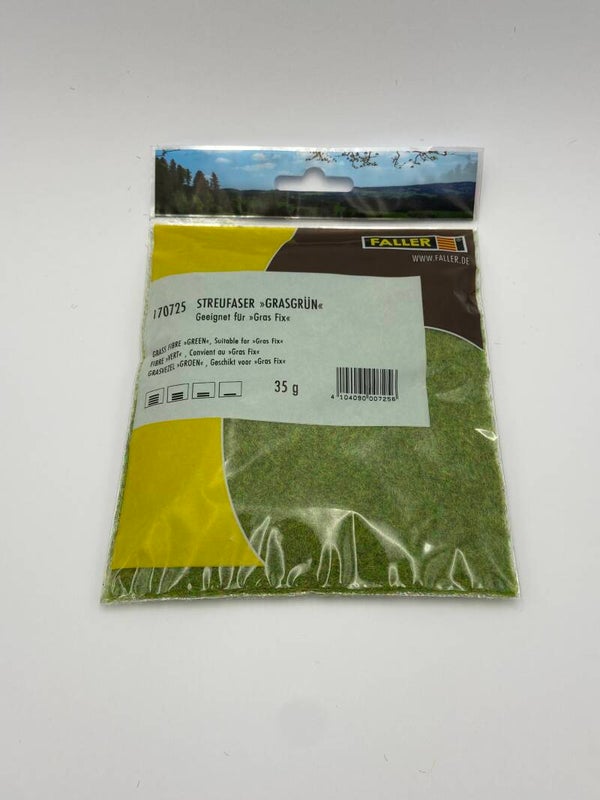 FALLER
WWW.FALLER.DE
170725 STREUFASER »GRASGRÜN«
Geeignet für »Gras Fix«
GRASS FIBRE »GREEN«, Suitable for »Gras Fix«
FIBRE »VERT« , Convient au »Gras Fix«
GRASVEZEL »GROEN« , Geschikt voor »Gras Fix«
35 g
4 104090 007256